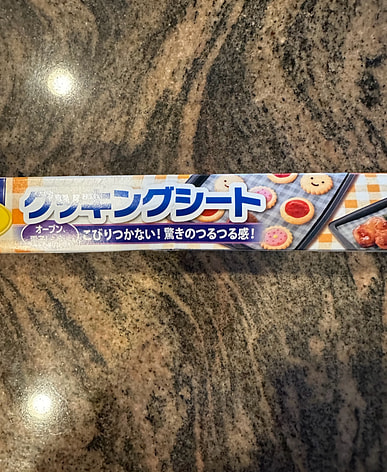 クッキングシート
オーブン、
こびりつかない!驚きのつるつる感!